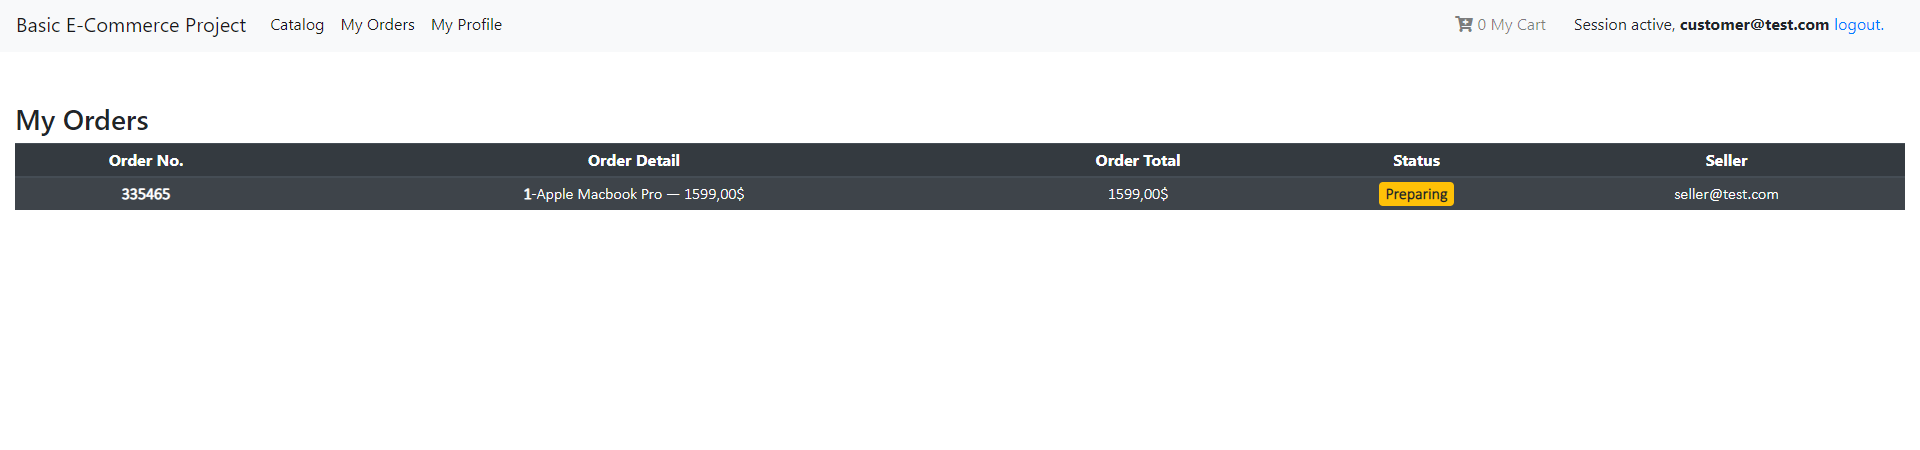 Basic E-Commerce Project Catalog My Orders My Profile 0 My Cart Session active, customer@test.com logout.
My Orders
Order No. Order Detail Order Total Status Seller
335465 1-Apple Macbook Pro — 1599,00$ 1599,00$ Preparing seller@test.com